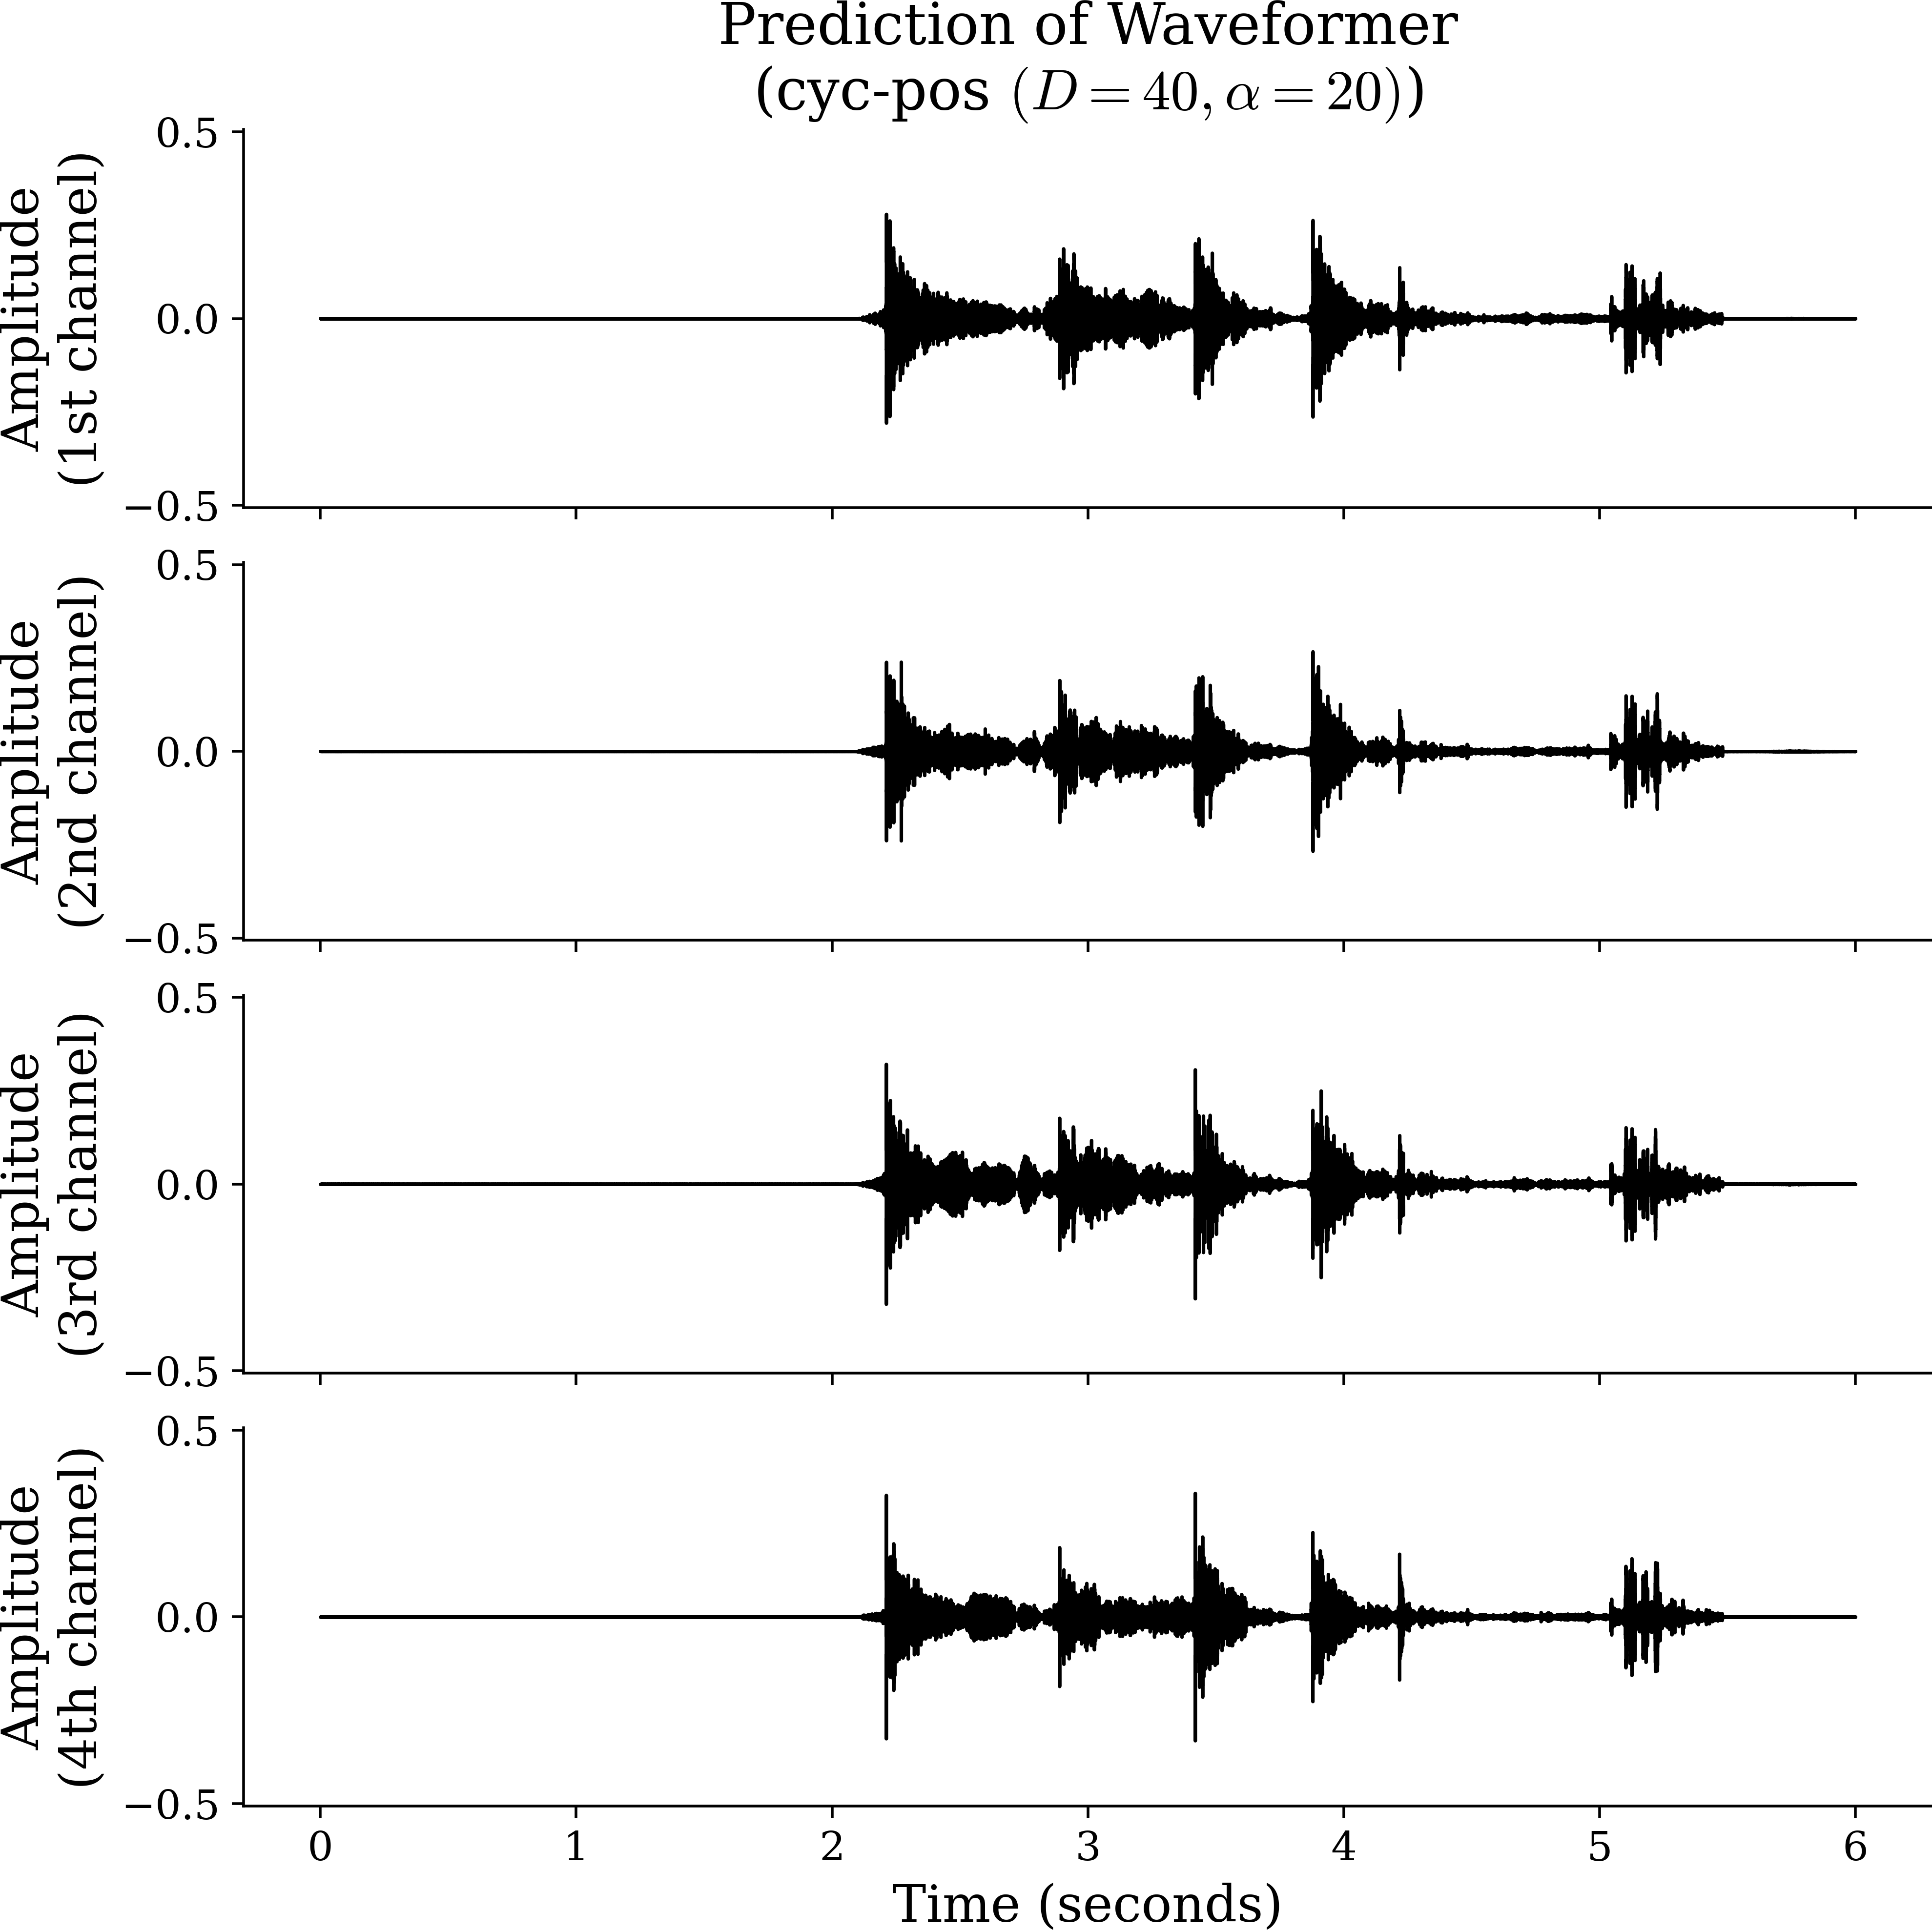 Prediction of Waveformer
(cyc-pos (D = 40, α = 20))
0.5
0.0
−0.5
Amplitude
(1st channel)
0.5
0.0
−0.5
Amplitude
(2nd channel)
0.5
0.0
−0.5
Amplitude
(3rd channel)
0.5
0.0
−0.5
Amplitude
(4th channel)
0 1 2 3 4 5 6
Time (seconds)